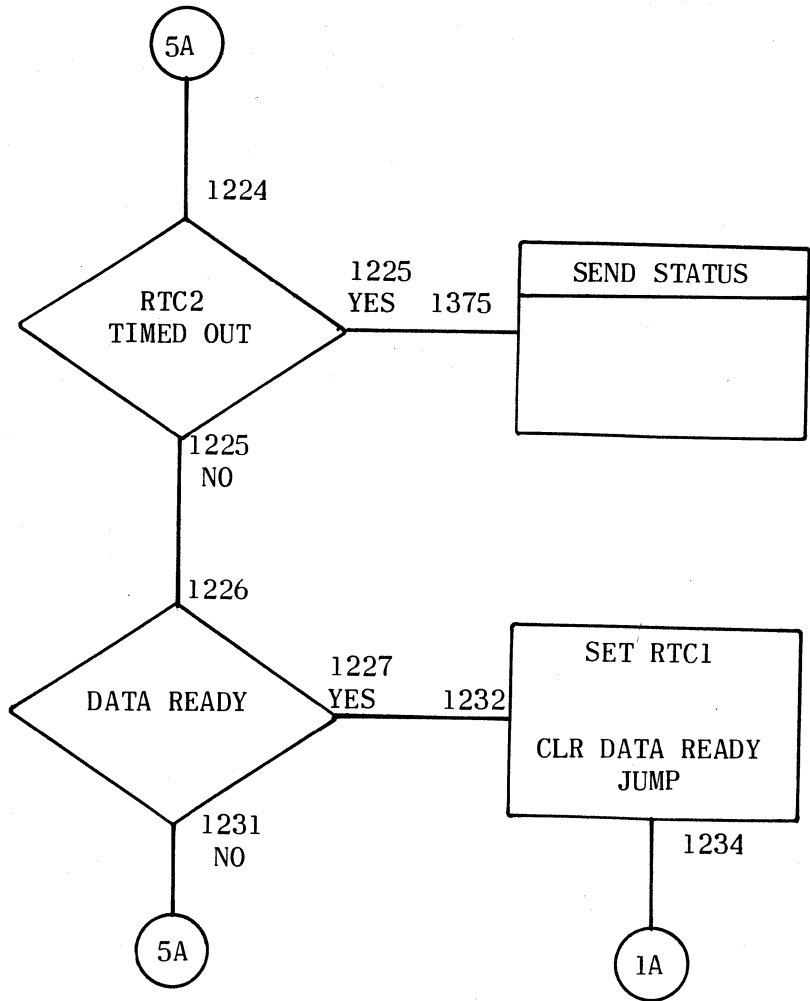 5A
1224
RTC2
TIMED OUT
1225
YES 1375
SEND STATUS
1225
NO
1226
DATA READY
1227
YES 1232
SET RTC1
CLR DATA READY
JUMP
1231
NO
1234
5A
1A